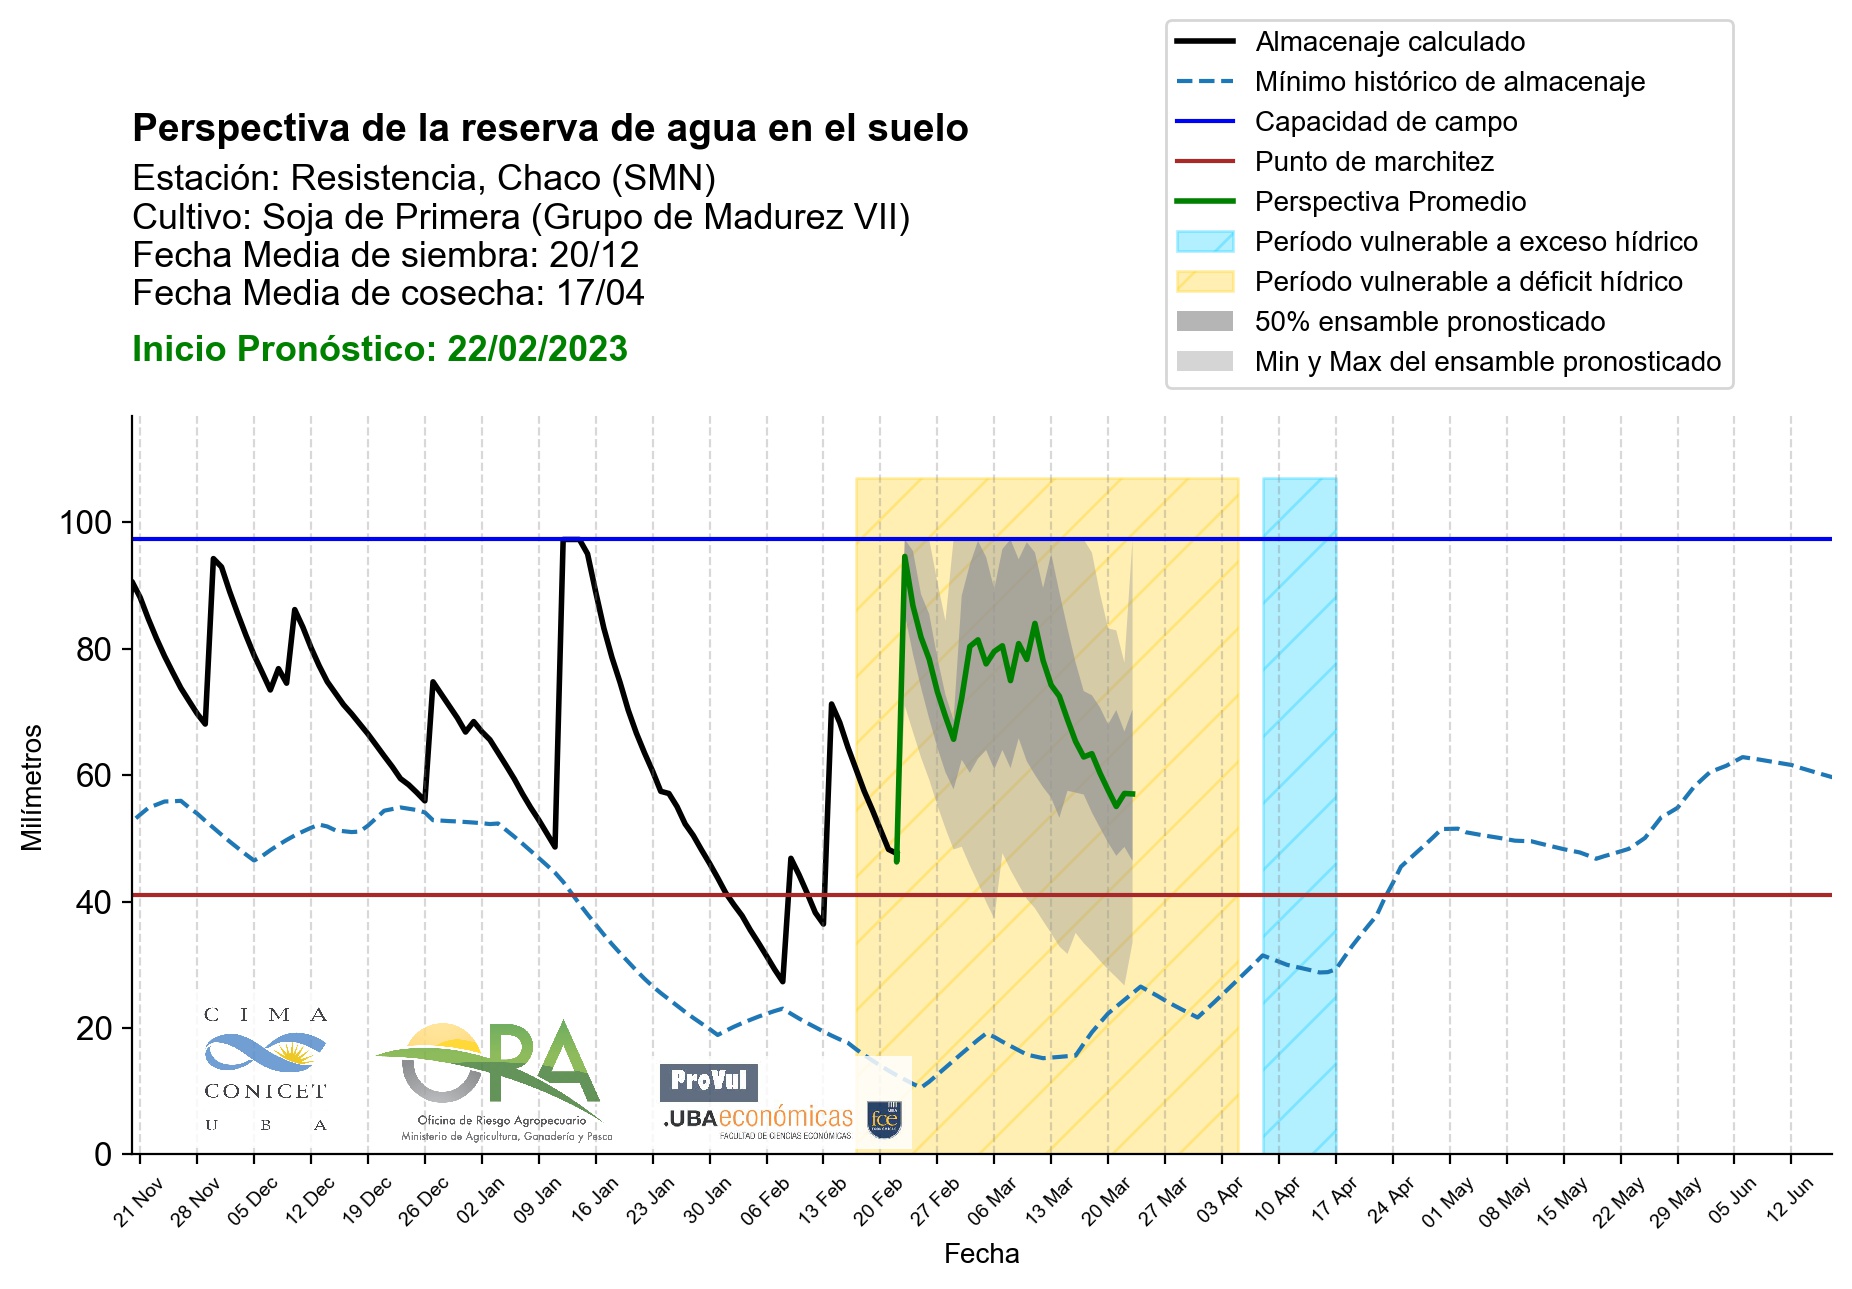 Almacenaje calculado
Mínimo histórico de almacenaje
Capacidad de campo
Punto de marchitez
Perspectiva Promedio
Período vulnerable a exceso hídrico
Período vulnerable a déficit hídrico
50% ensamble pronosticado
Min y Max del ensamble pronosticado
Perspectiva de la reserva de agua en el suelo
Estación: Resistencia, Chaco (SMN)
Cultivo: Soja de Primera (Grupo de Madurez VII)
Fecha Media de siembra: 20/12
Fecha Media de cosecha: 17/04
Inicio Pronóstico: 22/02/2023
100
80
60
40
20
0
Milímetros
CIMA
CONICET
UBA
ORA
Oficina de Riesgo Agropecuario
Ministerio de Agricultura, Ganadería y Pesca
ProVul
.UBAeconómicas
FACULTAD DE CIENCIAS ECONÓMICAS
UBA
fce
21 Nov
28 Nov
05 Dec
12 Dec
19 Dec
26 Dec
02 Jan
09 Jan
16 Jan
23 Jan
30 Jan
06 Feb
13 Feb
20 Feb
27 Feb
06 Mar
13 Mar
20 Mar
27 Mar
03 Apr
10 Apr
17 Apr
24 Apr
01 May
08 May
15 May
22 May
29 May
05 Jun
12 Jun
Fecha